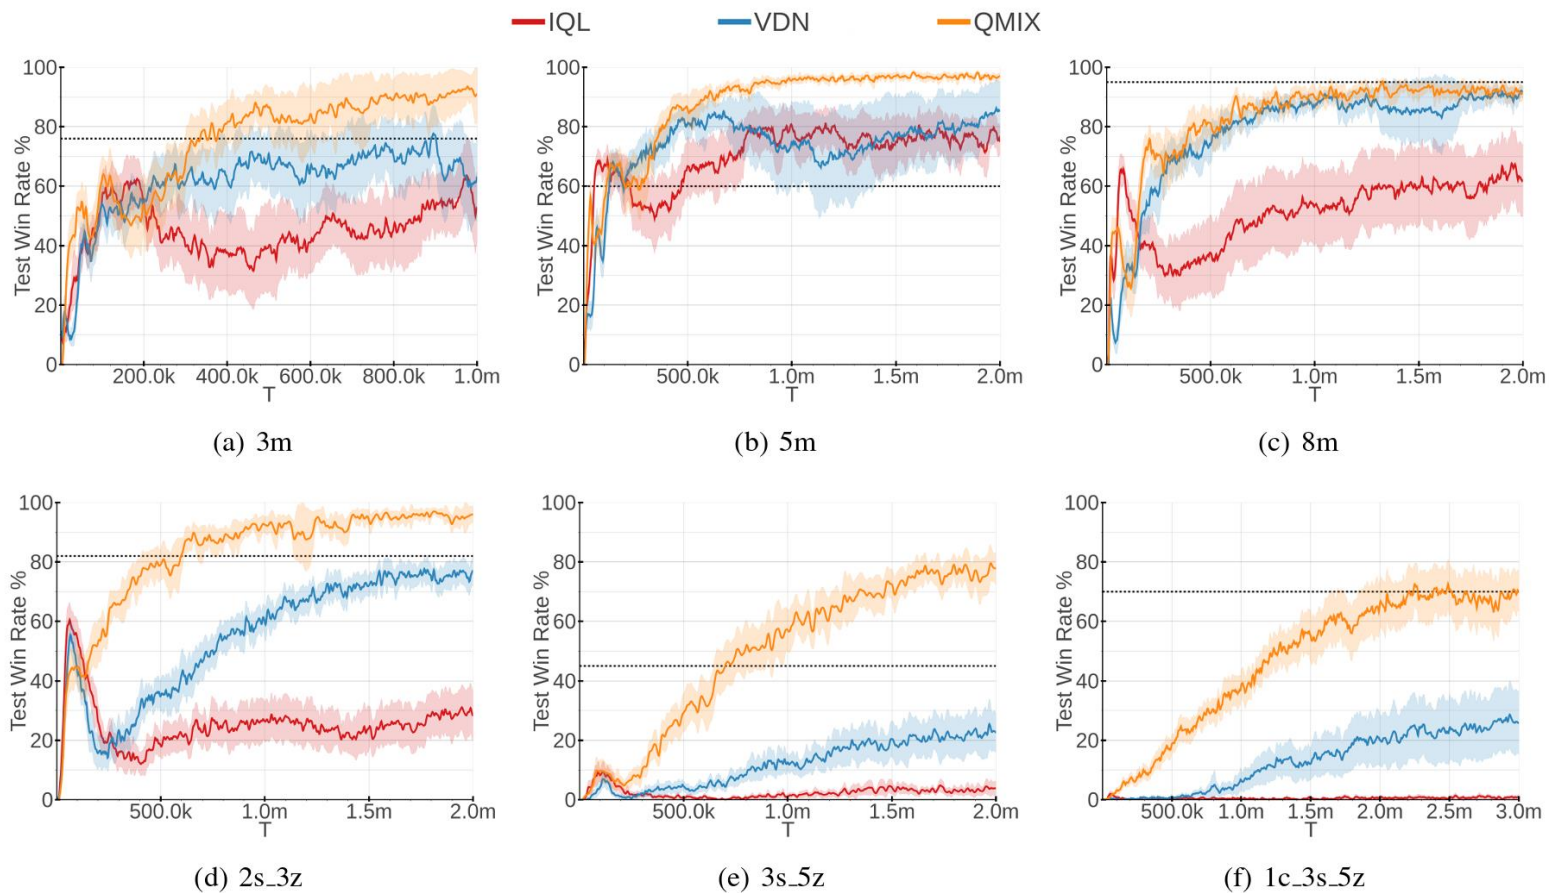 IQL VDN QMIX
Test Win Rate %
100
80
60
40
20
0
200.0k 400.0k 600.0k 800.0k 1.0m
T
(a) 3m
Test Win Rate %
100
80
60
40
20
0
500.0k 1.0m 1.5m 2.0m
T
(b) 5m
Test Win Rate %
100
80
60
40
20
0
500.0k 1.0m 1.5m 2.0m
T
(c) 8m
Test Win Rate %
100
80
60
40
20
0
500.0k 1.0m 1.5m 2.0m
T
(d) 2s_3z
Test Win Rate %
100
80
60
40
20
0
500.0k 1.0m 1.5m 2.0m
T
(e) 3s_5z
Test Win Rate %
100
80
60
40
20
0
500.0k 1.0m 1.5m 2.0m 2.5m 3.0m
T
(f) 1c_3s_5z